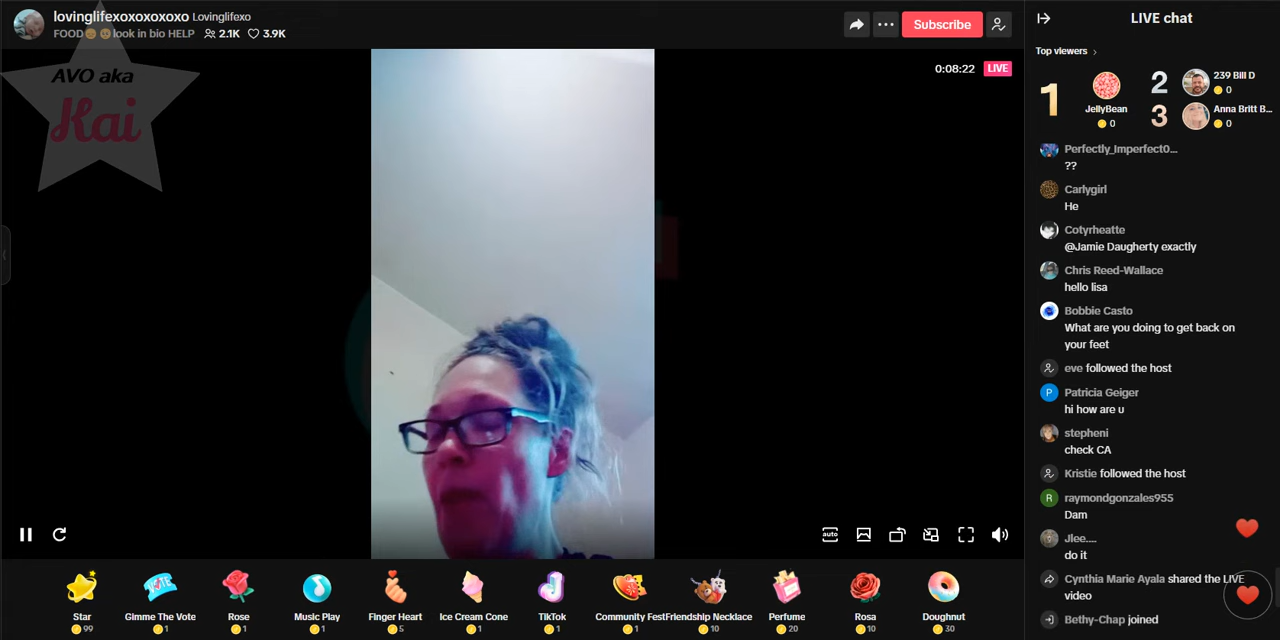 lovinglifexoxoxoxoxo Lovinglifexo
FOOD look in bio HELP 2.1K 3.9K
Subscribe
AVO aka
Kai
0:08:22 LIVE
auto
Star
99
Gimme The Vote
1
Rose
1
Music Play
1
Finger Heart
5
Ice Cream Cone
1
TikTok
1
Community Fest
1
Friendship Necklace
10
Perfume
20
Rosa
10
Doughnut
30
LIVE chat
Top viewers
1
JellyBean
0
2
239 Bill D
0
3
Anna Britt B...
0
Perfectly_Imperfect0...
??
Carlygirl
He
Cotyrheatte
@Jamie Daugherty exactly
Chris Reed-Wallace
hello lisa
Bobbie Casto
What are you doing to get back on
your feet
eve followed the host
P Patricia Geiger
hi how are u
stepheni
check CA
Kristie followed the host
R raymondgonzales955
Dam
Jlee....
do it
Cynthia Marie Ayala shared the LIVE
video
Bethy-Chap joined